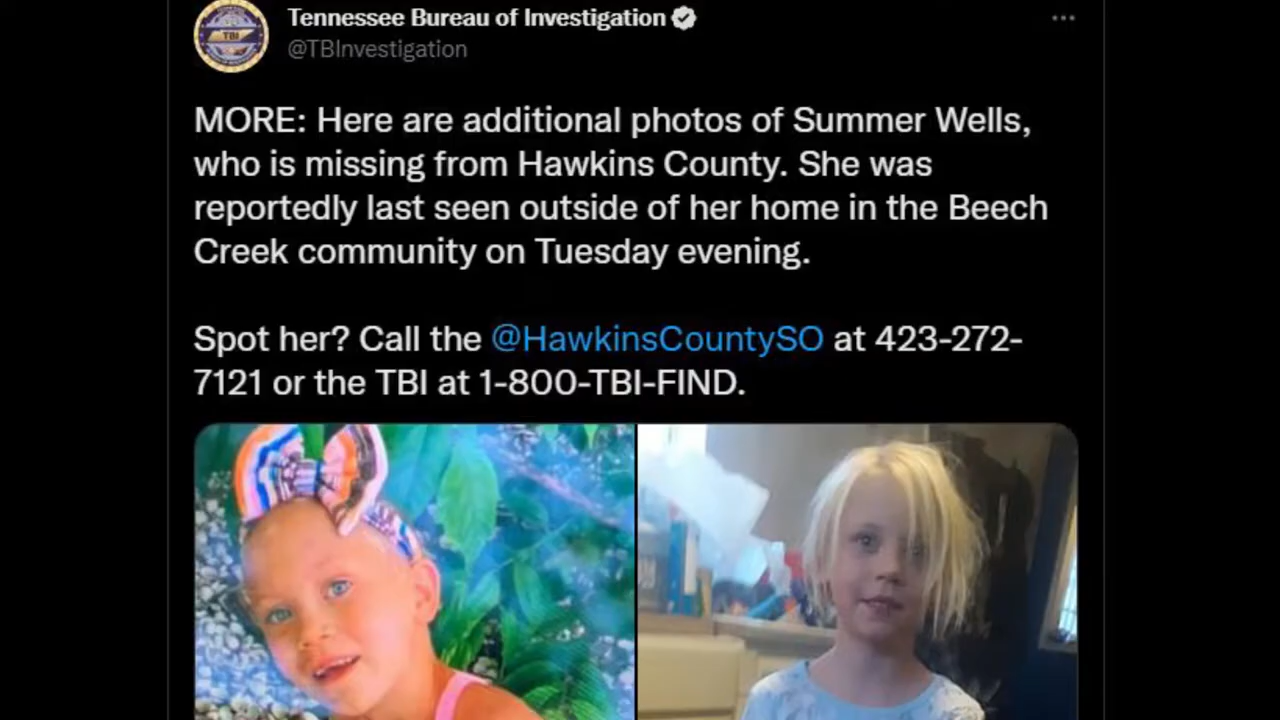 Tennessee Bureau of Investigation
@TBInvestigation
MORE: Here are additional photos of Summer Wells,
who is missing from Hawkins County. She was
reportedly last seen outside of her home in the Beech
Creek community on Tuesday evening.
Spot her? Call the @HawkinsCountySO at 423-272-
7121 or the TBI at 1-800-TBI-FIND.